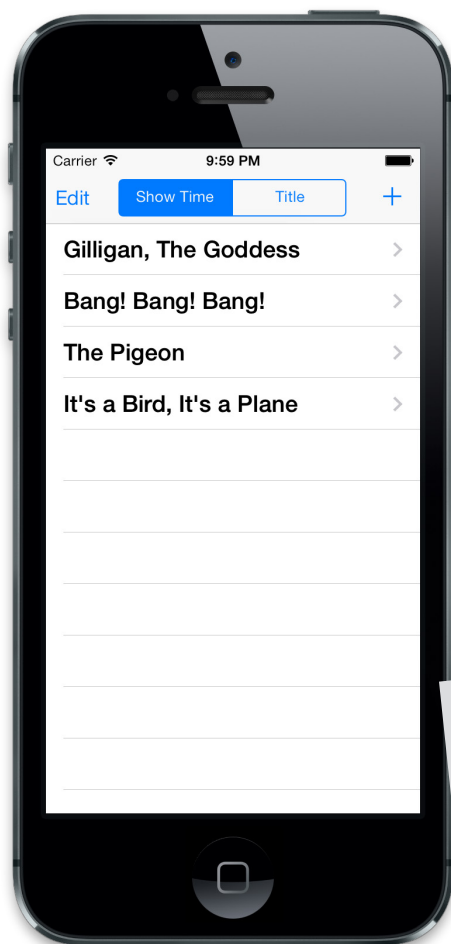 Carrier 9:59 PM
Edit Show Time Title +
Gilligan, The Goddess
Bang! Bang! Bang!
The Pigeon
It's a Bird, It's a Plane